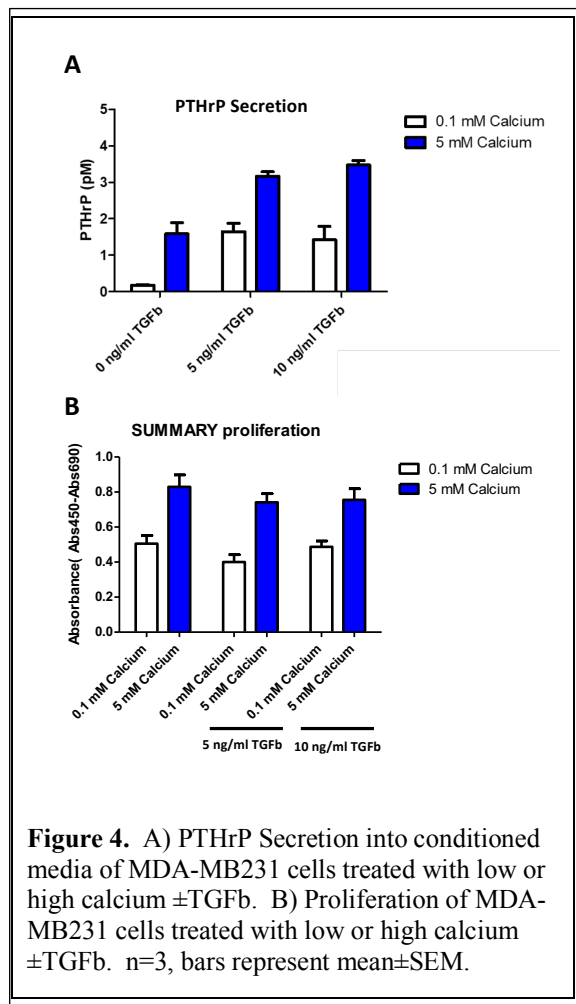 A
PTHrP Secretion
5
4
3
2
1
0
PTHrP (pM)
0.1 mM Calcium
5 mM Calcium
0 ng/ml TGFb
5 ng/ml TGFb
10 ng/ml TGFb
B
SUMMARY proliferation
1.0
0.8
0.6
0.4
0.2
0.0
Absorbance( Abs450-Abs690)
0.1 mM Calcium
5 mM Calcium
0.1 mM Calcium
5 mM Calcium
0.1 mM Calcium
5 mM Calcium
0.1 mM Calcium
5 mM Calcium
5 ng/ml TGFb
10 ng/ml TGFb
Figure 4. A) PTHrP Secretion into conditioned
media of MDA-MB231 cells treated with low or
high calcium ±TGFb. B) Proliferation of MDA-
MB231 cells treated with low or high calcium
±TGFb. n=3, bars represent mean±SEM.